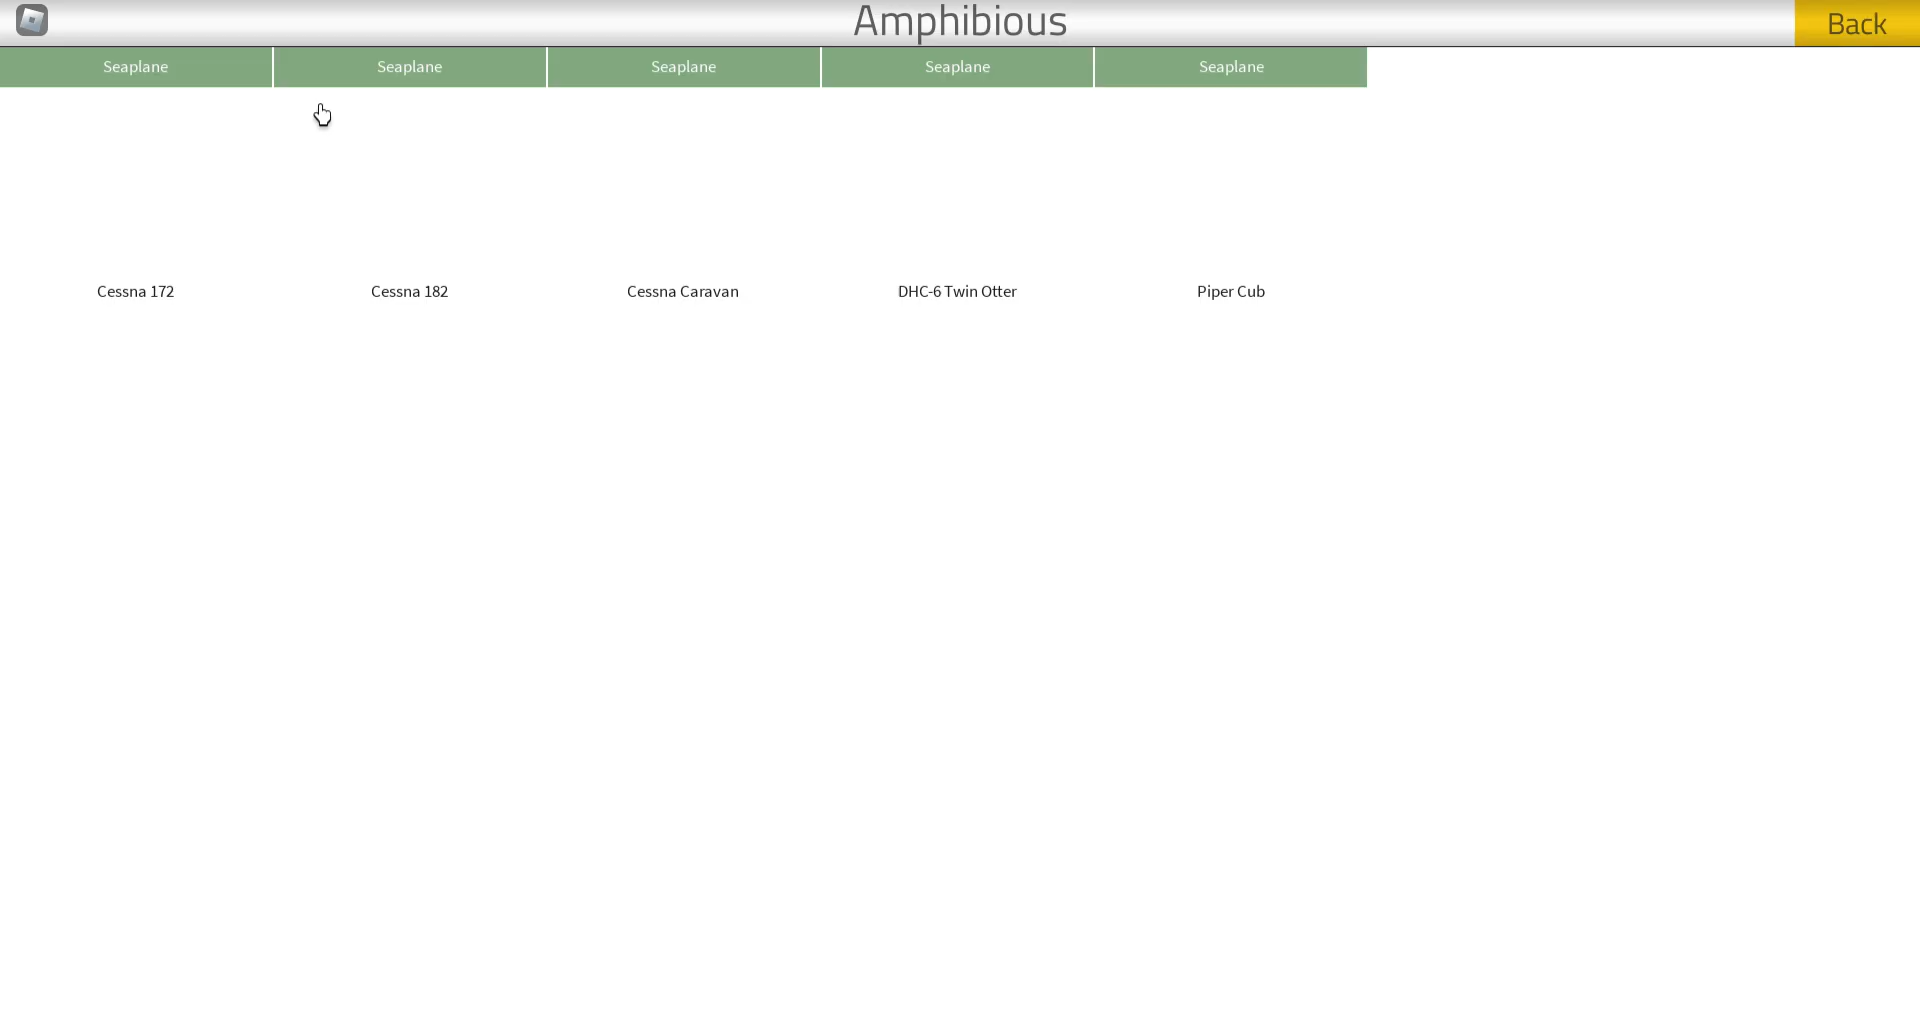 Amphibious
Back
Seaplane Seaplane Seaplane Seaplane Seaplane
Cessna 172 Cessna 182 Cessna Caravan DHC-6 Twin Otter Piper Cub